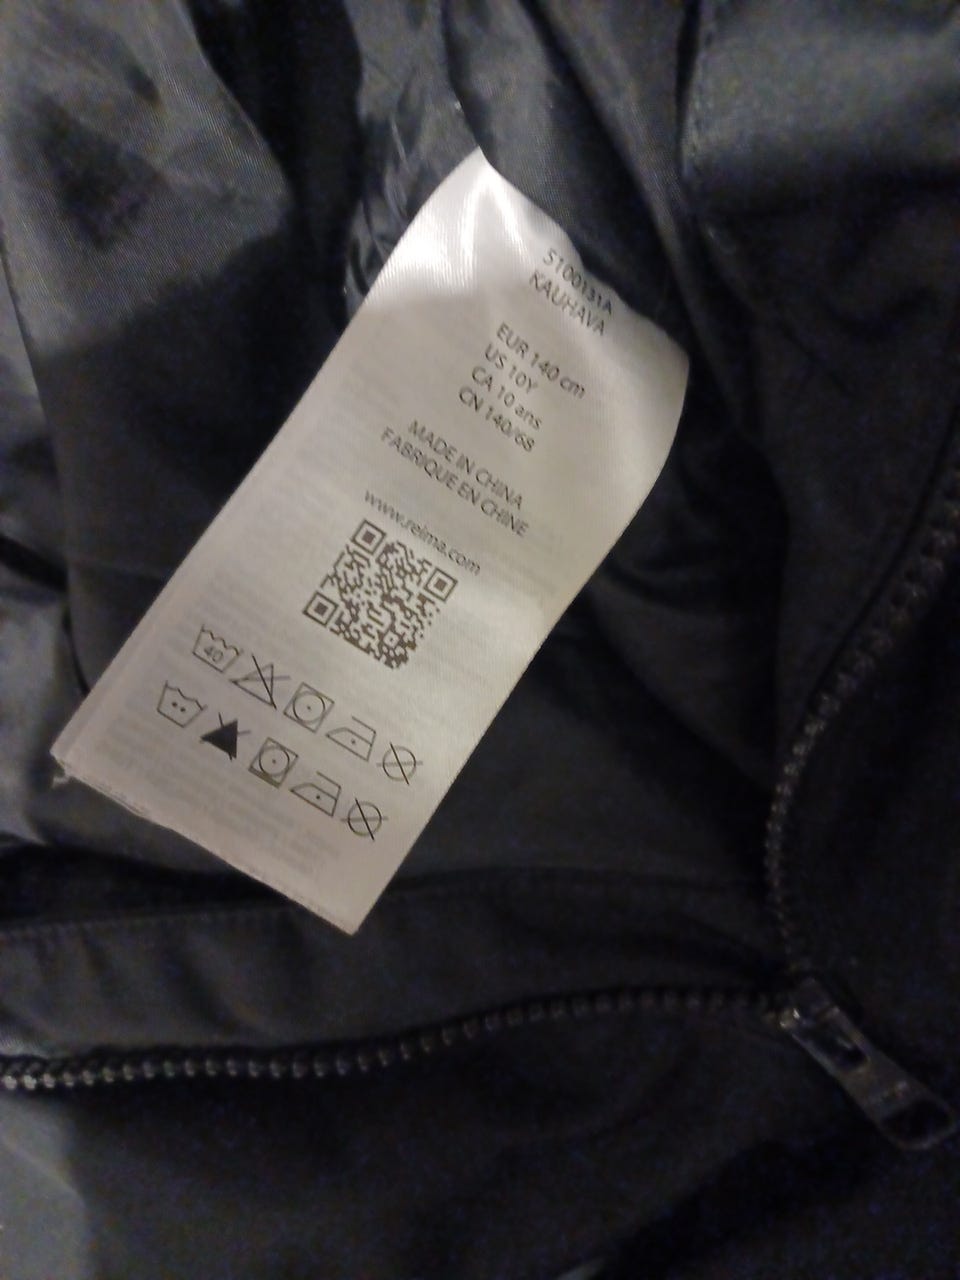 5100131A
KAUHAVA
EUR 140 cm
US 10Y
CA 10 ans
CN 140/68
MADE IN CHINA
FABRIQUE EN CHINE
www.reima.com
40